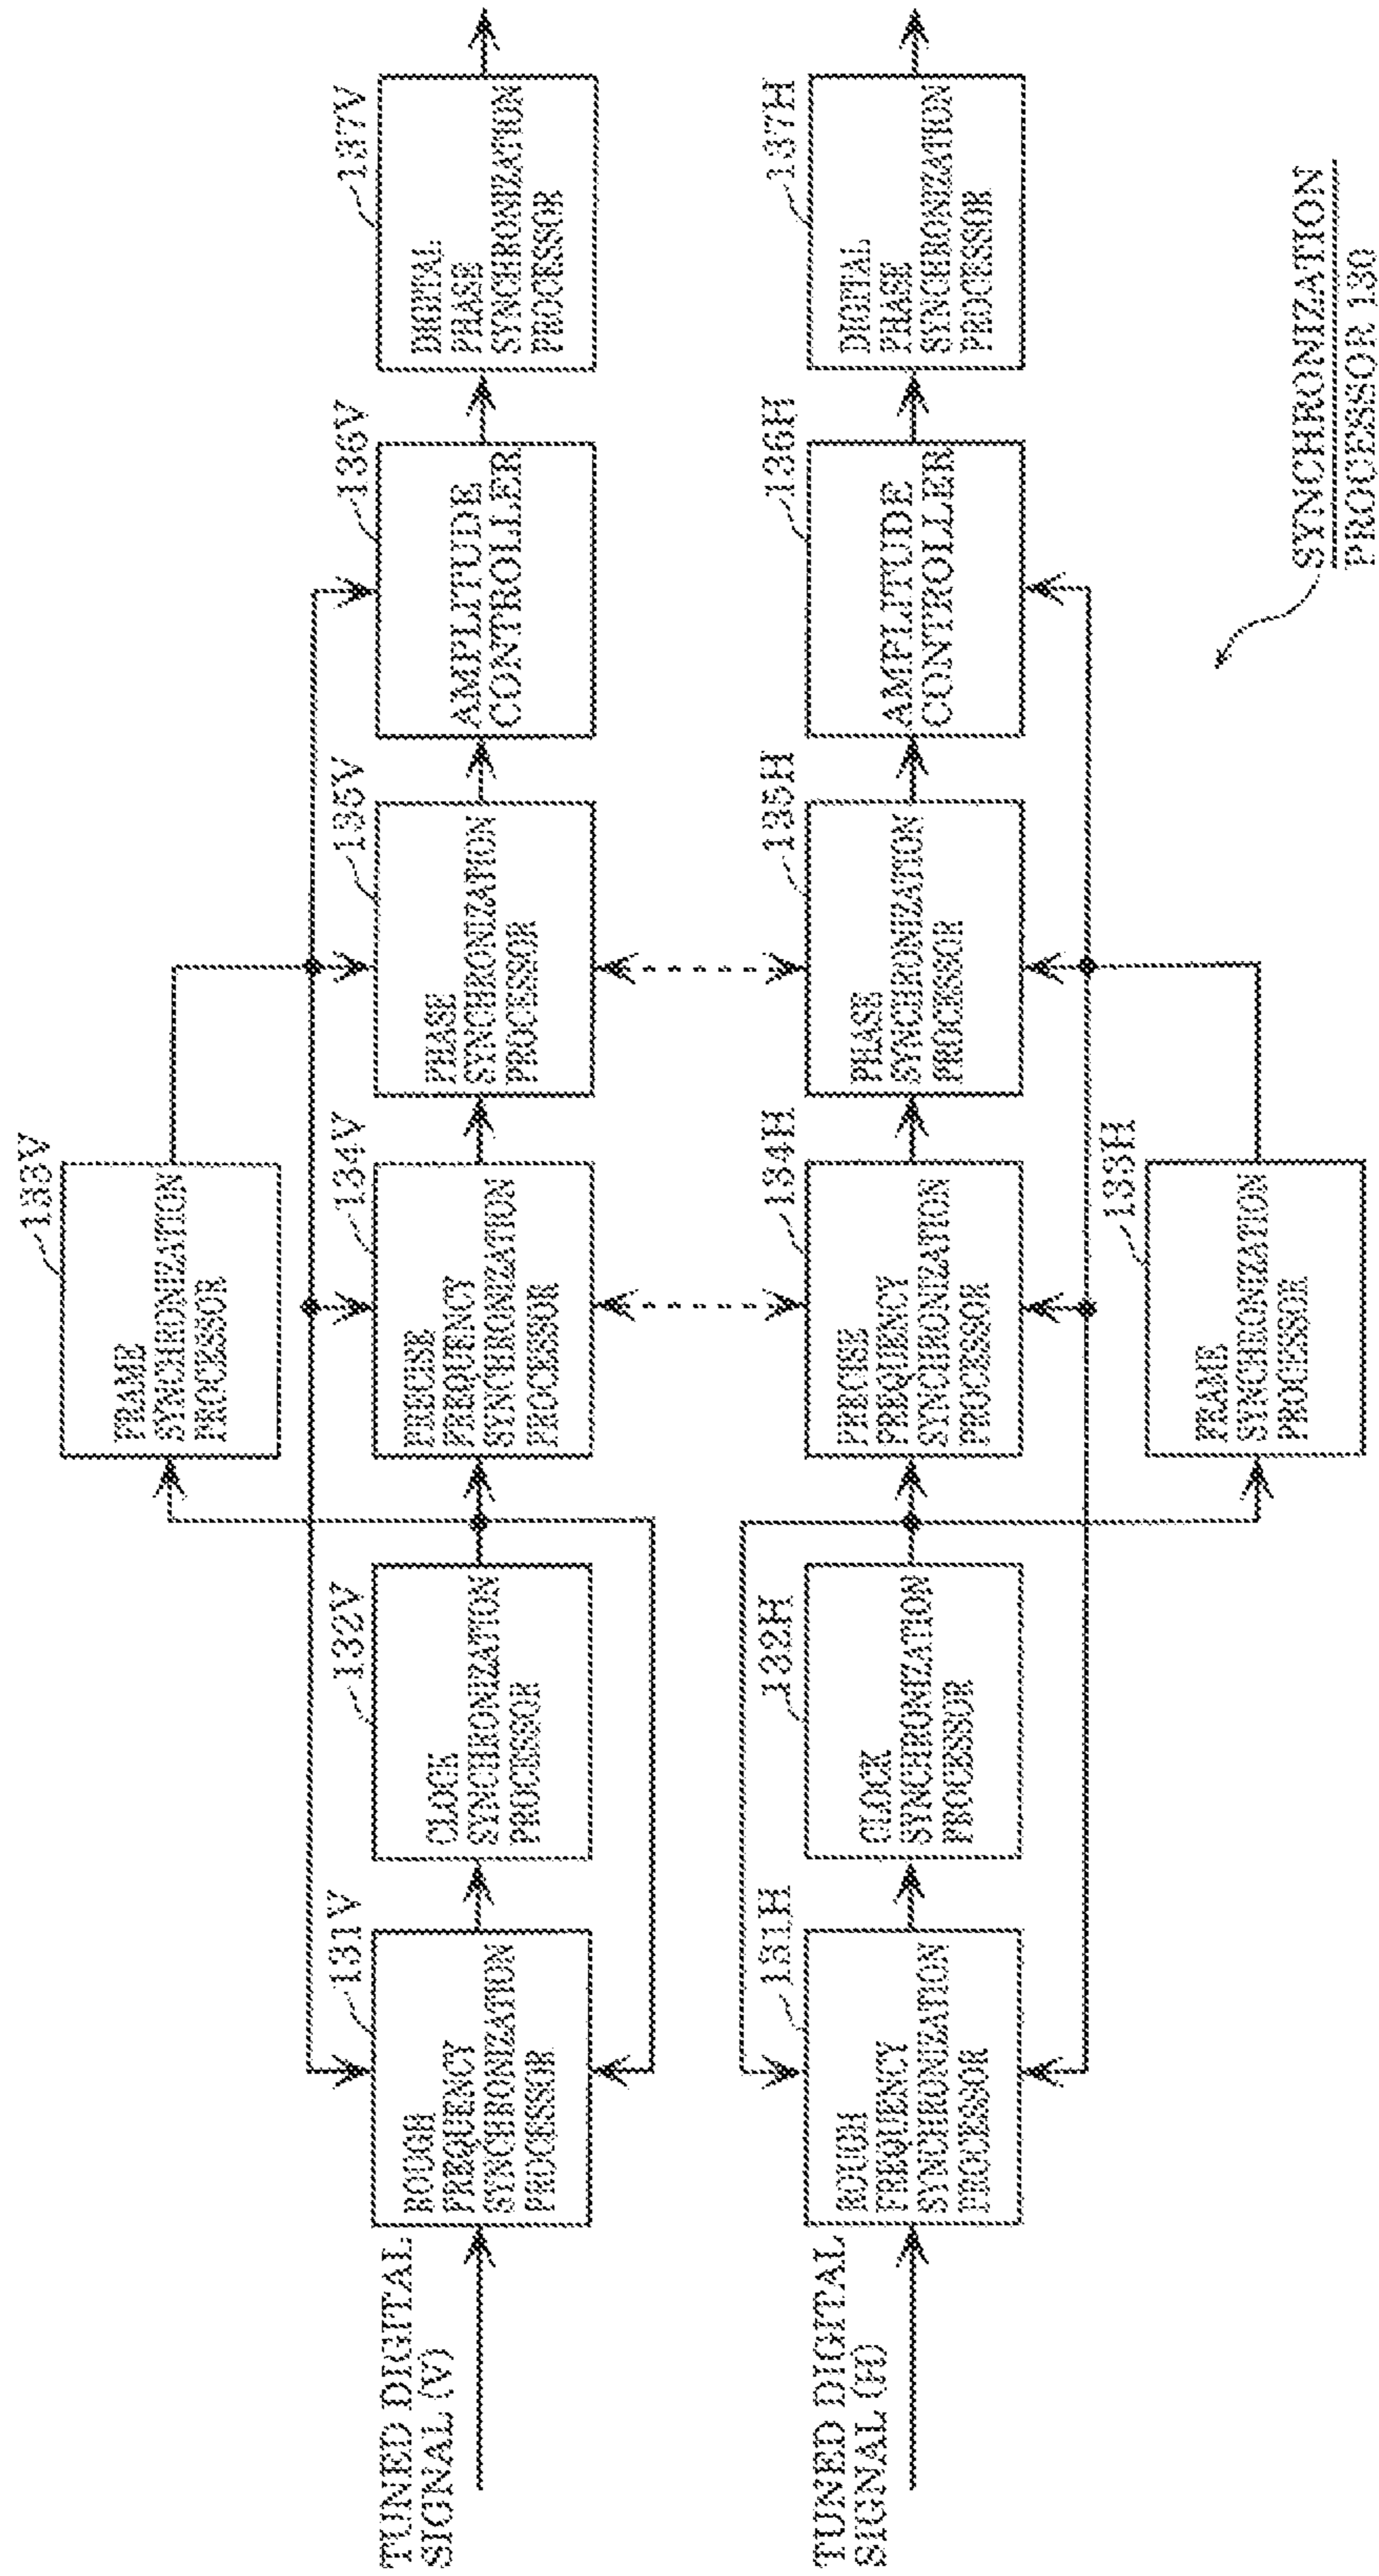 133V
FRAME
SYNCHRONIZATION
PROCESSOR
TUNED DIGITAL
SIGNAL (V)
131V
ROUGH
FREQUENCY
SYNCHRONIZATION
PROCESSOR
132V
CLOCK
SYNCHRONIZATION
PROCESSOR
134V
PRECISE
FREQUENCY
SYNCHRONIZATION
PROCESSOR
135V
PHASE
SYNCHRONIZATION
PROCESSOR
136V
AMPLITUDE
CONTROLLER
137V
DIGITAL
PHASE
SYNCHRONIZATION
PROCESSOR
TUNED DIGITAL
SIGNAL (H)
131H
ROUGH
FREQUENCY
SYNCHRONIZATION
PROCESSOR
132H
CLOCK
SYNCHRONIZATION
PROCESSOR
134H
PRECISE
FREQUENCY
SYNCHRONIZATION
PROCESSOR
135H
PHASE
SYNCHRONIZATION
PROCESSOR
136H
AMPLITUDE
CONTROLLER
137H
DIGITAL
PHASE
SYNCHRONIZATION
PROCESSOR
133H
FRAME
SYNCHRONIZATION
PROCESSOR
SYNCHRONIZATION
PROCESSOR 130